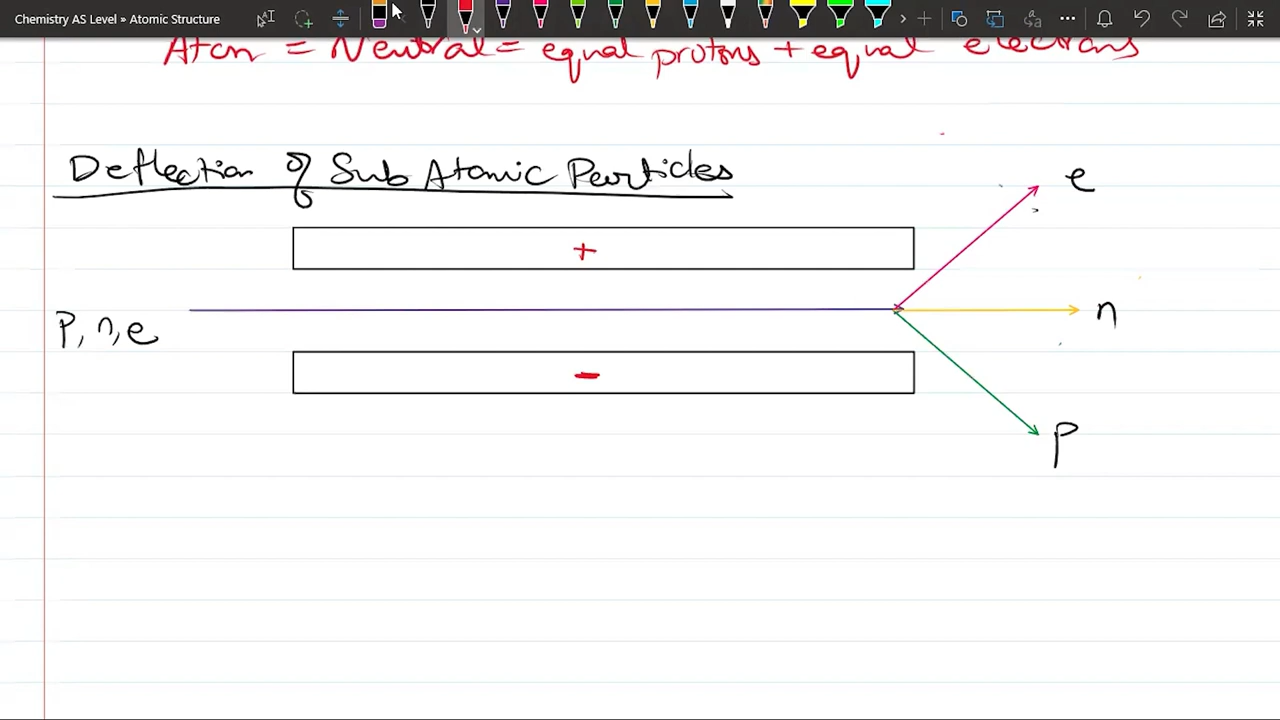 Chemistry AS Level » Atomic Structure
Atom = Neutral = equal protons + equal electrons
Deflection of Sub Atomic Particles
e
+
P, n, e
n
-
P